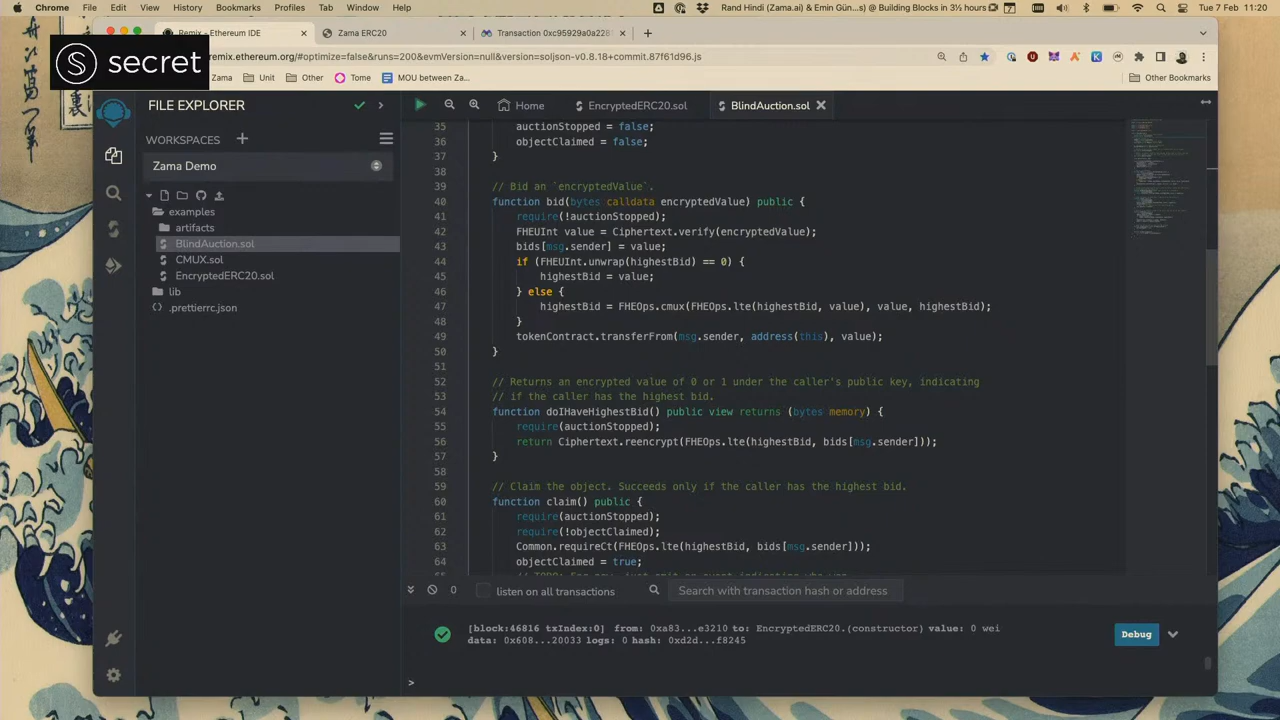 Chrome File Edit View History Bookmarks Profiles Tab Window Help
Rand Hindi (Zama.ai) & Emin Gün... @ Building Blocks in 3½ hours
Tue 7 Feb 11:20
Remix - Ethereum IDE
Zama ERC20
Transaction 0xc95929a0a228
secret
remix.ethereum.org/#optimize=false&runs=200&evmVersion=null&version=soljson-v0.8.18+commit.87f61d96.js
Zama
Unit
Other
Tome
MOU between Za...
Other Bookmarks
FILE EXPLORER
Home
EncryptedERC20.sol
BlindAuction.sol
WORKSPACES
Zama Demo
examples
artifacts
BlindAuction.sol
CMUX.sol
EncryptedERC20.sol
lib
.prettierrc.json
35 auctionStopped = false;
36 objectClaimed = false;
37 }
38
39 // Bid an `encryptedValue`.
40 function bid(bytes calldata encryptedValue) public {
41 require(!auctionStopped);
42 FHEUInt value = Ciphertext.verify(encryptedValue);
43 bids[msg.sender] = value;
44 if (FHEUInt.unwrap(highestBid) == 0) {
45 highestBid = value;
46 } else {
47 highestBid = FHEOps.cmux(FHEOps.lte(highestBid, value), value, highestBid);
48 }
49 tokenContract.transferFrom(msg.sender, address(this), value);
50 }
51
52 // Returns an encrypted value of 0 or 1 under the caller's public key, indicating
53 // if the caller has the highest bid.
54 function doIHaveHighestBid() public view returns (bytes memory) {
55 require(auctionStopped);
56 return Ciphertext.reencrypt(FHEOps.lte(highestBid, bids[msg.sender]));
57 }
58
59 // Claim the object. Succeeds only if the caller has the highest bid.
60 function claim() public {
61 require(auctionStopped);
62 require(!objectClaimed);
63 Common.requireCt(FHEOps.lte(highestBid, bids[msg.sender]));
64 objectClaimed = true;
0
listen on all transactions
Search with transaction hash or address
[block:46816 txIndex:0] from: 0xa83...e3210 to: EncryptedERC20.(constructor) value: 0 wei
data: 0x608...20033 logs: 0 hash: 0xd2d...f8245
Debug
>